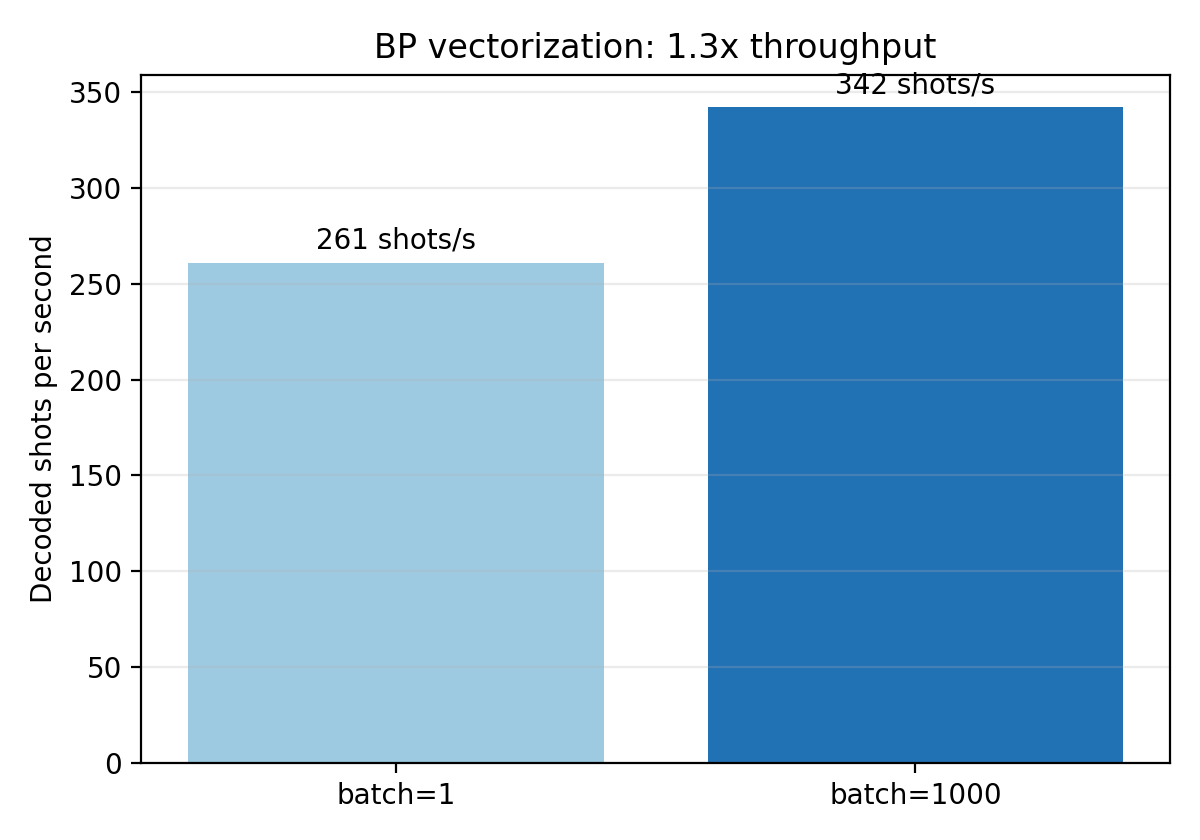 BP vectorization: 1.3x throughput
Decoded shots per second
350
300
250
200
150
100
50
0
261 shots/s
342 shots/s
batch=1
batch=1000